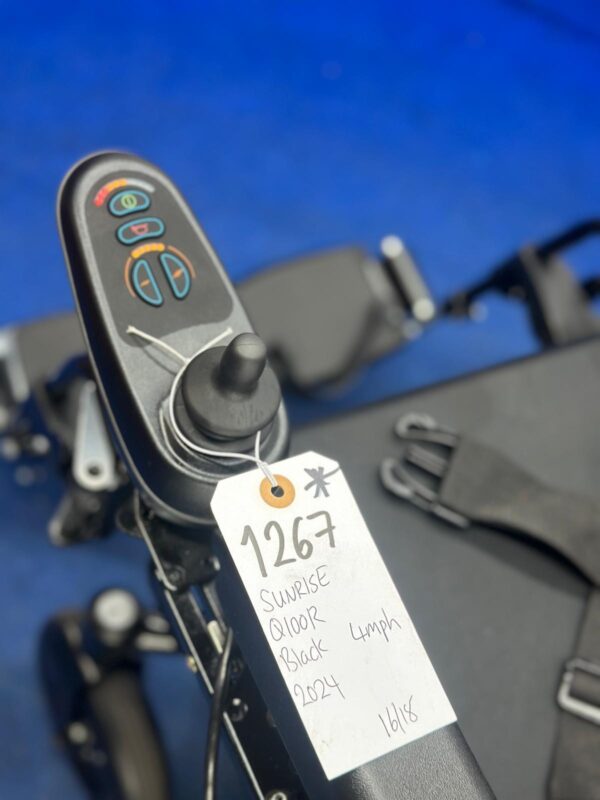 1267 *
SUNRISE
Q100R
Black 4mph
2024
16/18